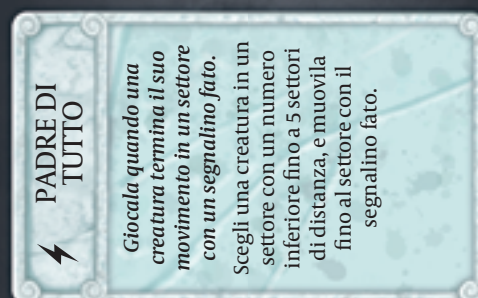 PADRE DI
TUTTO
Giocala quando una
creatura termina il suo
movimento in un settore
con un segnalino fato.
Scegli una creatura in un
settore con un numero
inferiore fino a 5 settori
di distanza, e muovila
fino al settore con il
segnalino fato.